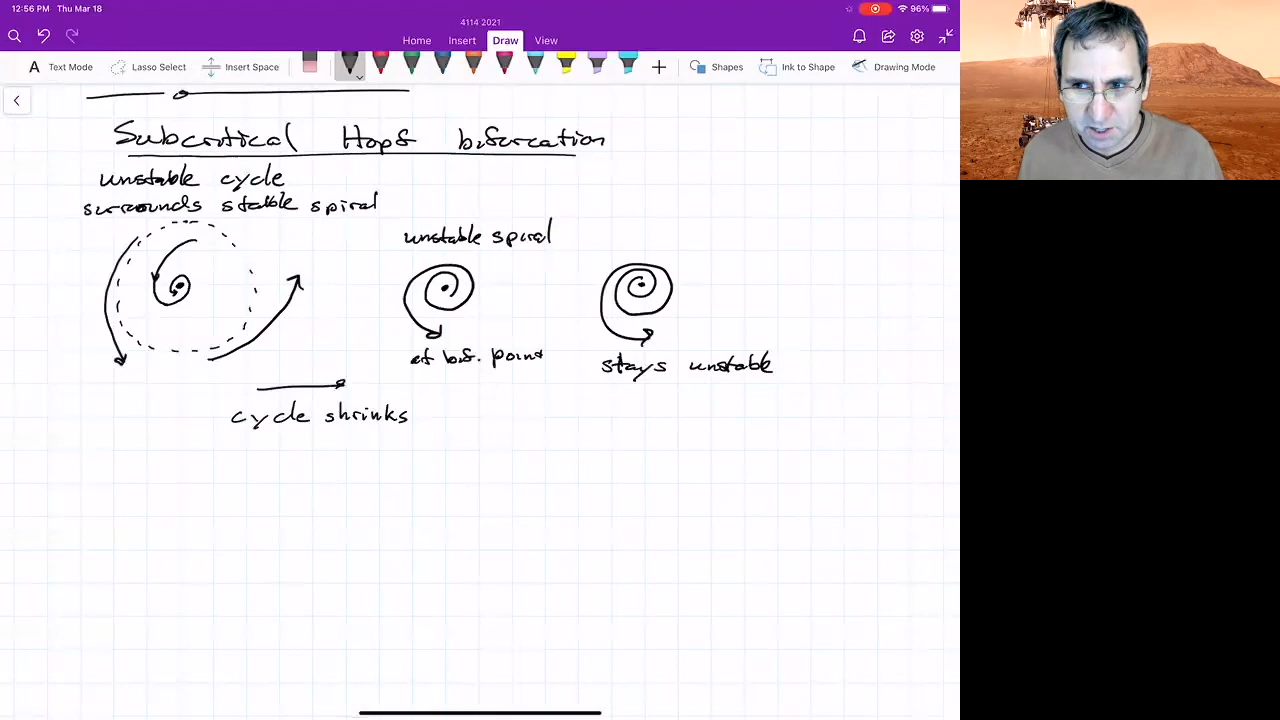 12:56 PM Thu Mar 18
96%
4114 2021
Home Insert Draw View
A Text Mode Lasso Select Insert Space Shapes Ink to Shape Drawing Mode
Subcritical Hopf bifurcation
unstable cycle
surrounds stable spiral
unstable spiral
at bif. point
stays unstable
cycle shrinks